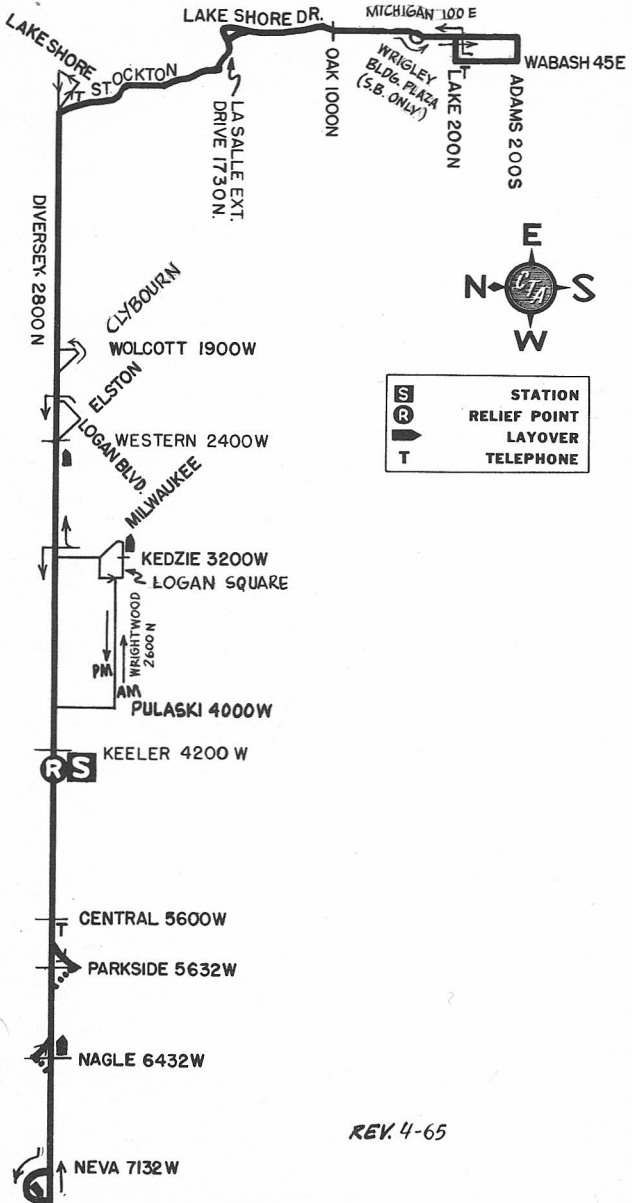 LAKE SHORE DR.
MICHIGAN 100 E
LAKE SHORE
T
STOCKTON
WRIGLEY
BLDG. PLAZA
(S.B. ONLY)
T
WABASH 45E
OAK 1000N
LAKE 200N
ADAMS 200S
LA SALLE EXT.
DRIVE 1730N.
DIVERSEY 2800 N
E
N
CTA
S
W
CLYBOURN
WOLCOTT 1900W
ELSTON
S STATION
R RELIEF POINT
LAYOVER
T TELEPHONE
LOGAN BLVD.
WESTERN 2400W
MILWAUKEE
KEDZIE 3200W
LOGAN SQUARE
WRIGHTWOOD
2600 N
PM
AM
PULASKI 4000W
KEELER 4200 W
R S
CENTRAL 5600W
T
PARKSIDE 5632W
NAGLE 6432W
REV. 4-65
NEVA 7132W